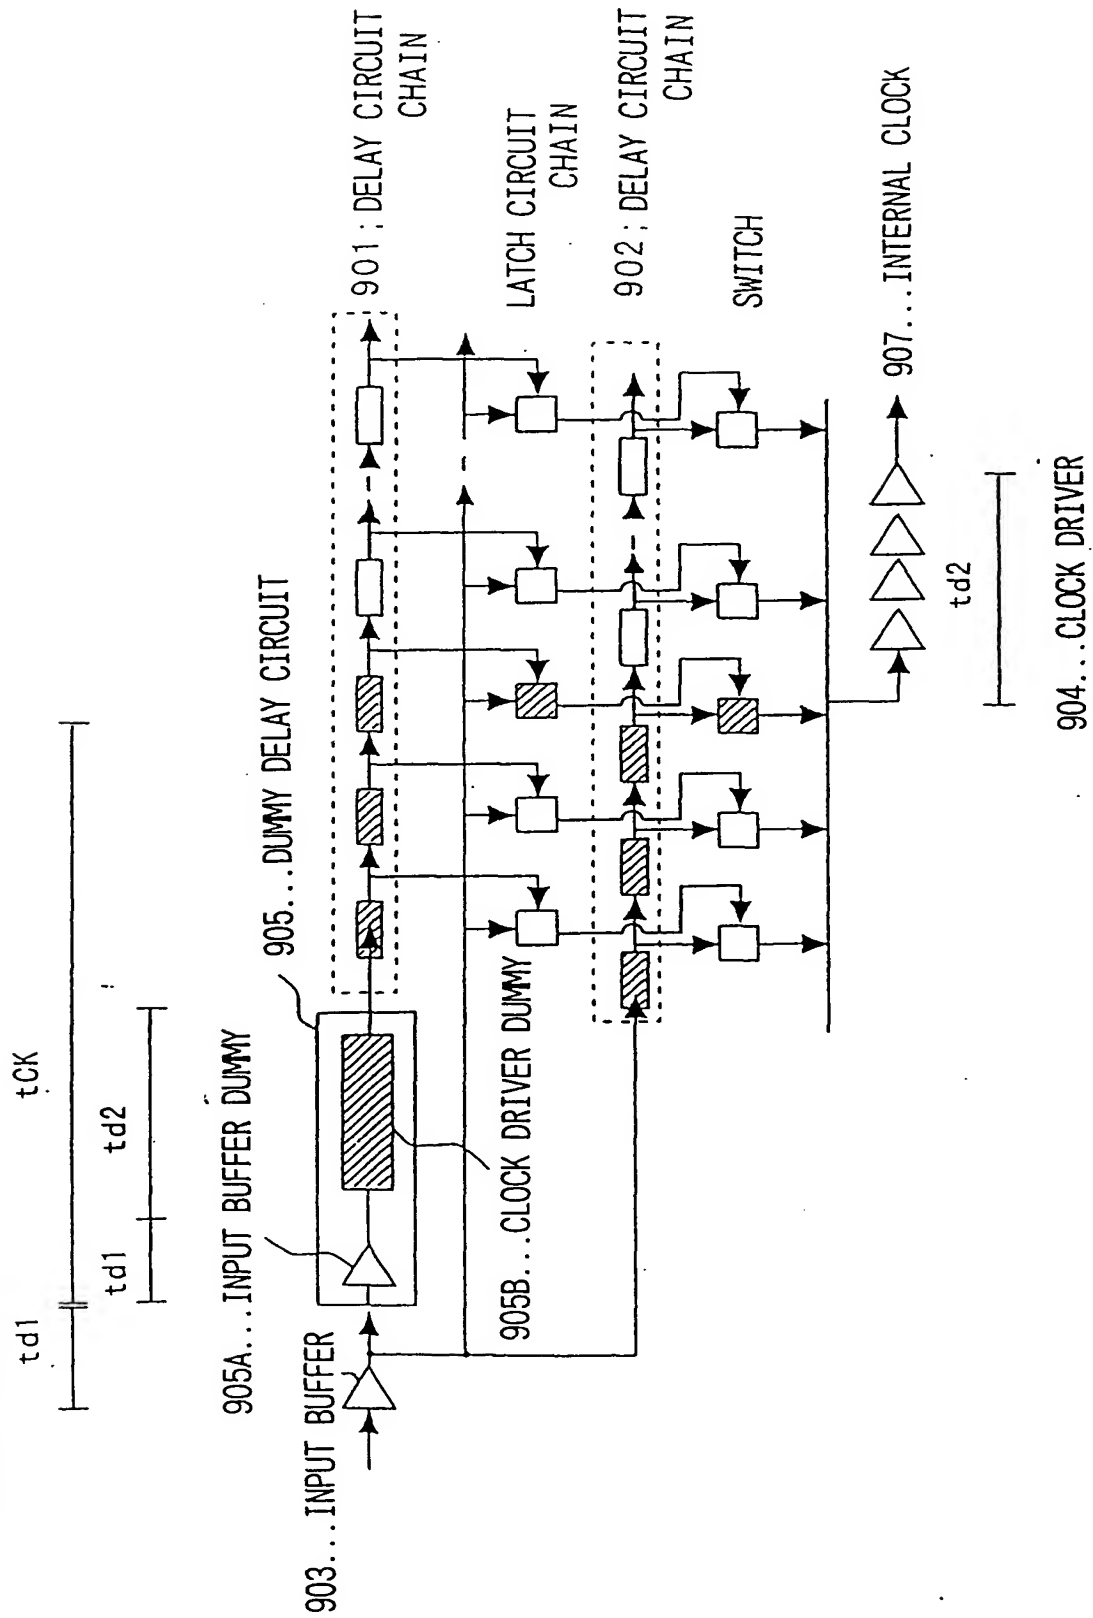 td1
tCK
td1
td2
905A...INPUT BUFFER DUMMY
905...DUMMY DELAY CIRCUIT
903...INPUT BUFFER
901;DELAY CIRCUIT
CHAIN
905B...CLOCK DRIVER DUMMY
LATCH CIRCUIT
CHAIN
902;DELAY CIRCUIT
CHAIN
SWITCH
907...INTERNAL CLOCK
td2
904...CLOCK DRIVER